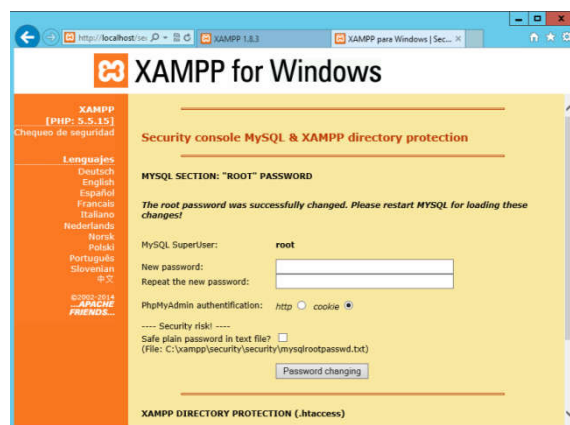 http://localhost/sec
XAMPP 1.8.3
XAMPP para Windows | Sec...
XAMPP for Windows
XAMPP
[PHP: 5.5.15]
Chequeo de seguridad
Lenguajes
Deutsch
English
Español
Francais
Italiano
Nederlands
Norsk
Polski
Português
Slovenian
中文
©2002-2014
...APACHE
FRIENDS...
Security console MySQL & XAMPP directory protection
MYSQL SECTION: "ROOT" PASSWORD
The root password was successfully changed. Please restart MYSQL for loading these
changes!
MySQL SuperUser: root
New password:
Repeat the new password:
PhpMyAdmin authentification: http cookie
---- Security risk! ----
Safe plain password in text file?
(File: C:\xampp\security\security\mysqlrootpasswd.txt)
Password changing
XAMPP DIRECTORY PROTECTION (.htaccess)